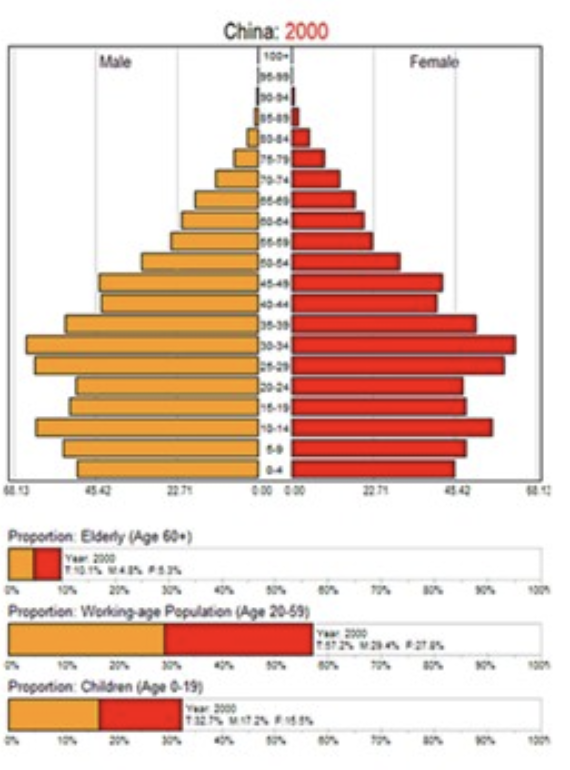 China: 2000
Male
Female
100+
95-99
90-94
85-89
80-84
75-79
70-74
65-69
60-64
55-59
50-54
45-49
40-44
35-39
30-34
25-29
20-24
15-19
10-14
5-9
0-4
68.13 45.42 22.71 0.00 0.00 22.71 45.42 68.13
Proportion: Elderly (Age 60+)
Year: 2000
T:10.1% M:4.8% F:5.3%
0% 10% 20% 30% 40% 50% 60% 70% 80% 90% 100%
Proportion: Working-age Population (Age 20-59)
Year: 2000
T:57.2% M:29.4% F:27.8%
0% 10% 20% 30% 40% 50% 60% 70% 80% 90% 100%
Proportion: Children (Age 0-19)
Year: 2000
T:32.7% M:17.2% F:15.5%
0% 10% 20% 30% 40% 50% 60% 70% 80% 90% 100%